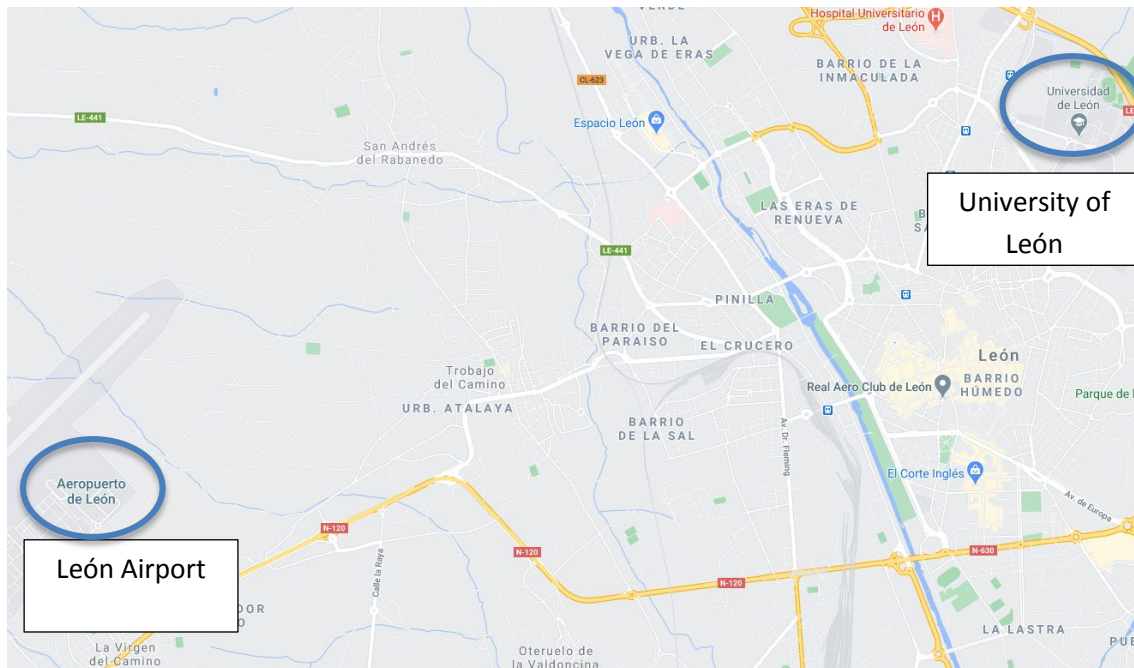 VERDE
Hospital Universitario
de León
URB. LA
VEGA DE ERAS
BARRIO DE LA
INMACULADA
CL-623
Universidad
de León
LE-441
Espacio León
San Andrés
del Rabanedo
University of
León
LAS ERAS DE
RENUEVA
LE-441
PINILLA
BARRIO DEL
PARAISO
EL CRUCERO
León
Trobajo
del Camino
Real Aero Club de León
BARRIO
HÚMEDO
Parque de
URB. ATALAYA
BARRIO
DE LA SAL
Av. Dr. Fleming
El Corte Inglés
Aeropuerto
de León
Av. de Europa
N-120
N-120
N-630
León Airport
Calle la Raya
N-120
LA LASTRA
La Virgen
del Camino
Oteruelo de
la Valdoncina